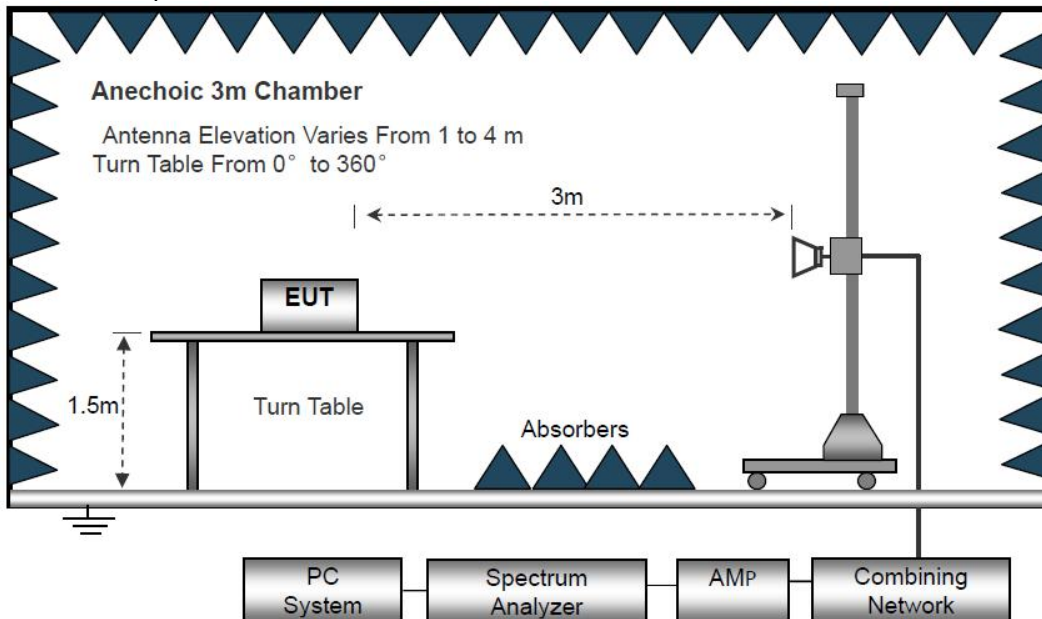 Anechoic 3m Chamber
Antenna Elevation Varies From 1 to 4 m
Turn Table From 0° to 360°
3m
EUT
1.5m
Turn Table
Absorbers
PC
System
Spectrum
Analyzer
AMP
Combining
Network